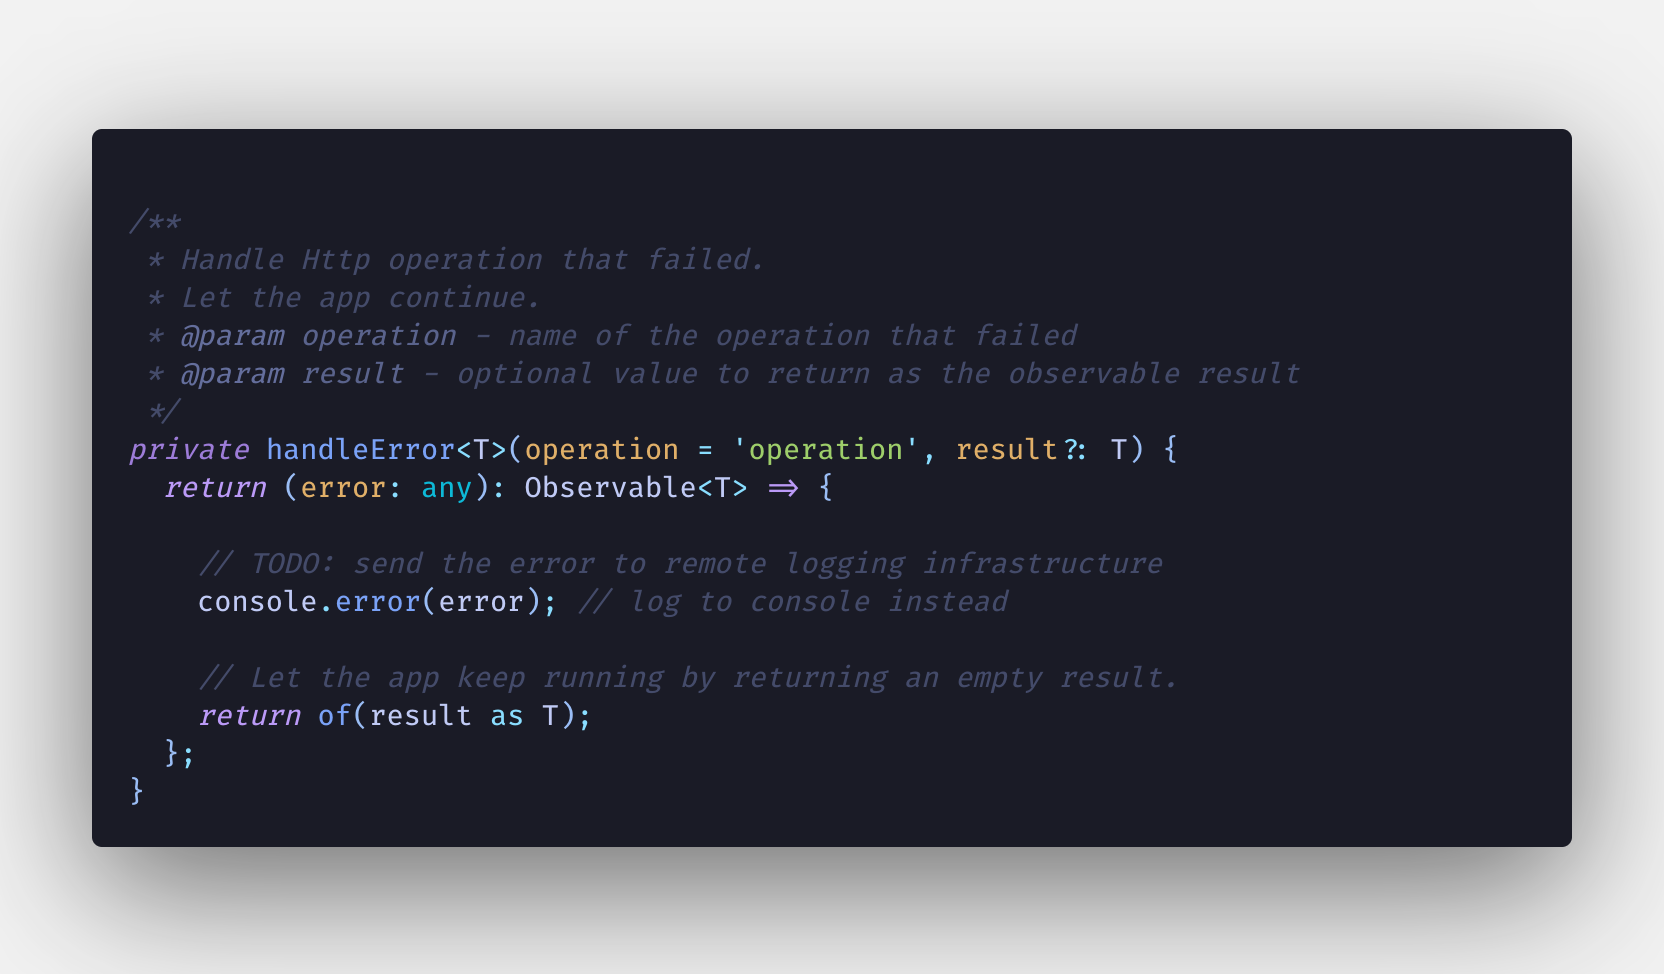 /**
 * Handle Http operation that failed.
 * Let the app continue.
 * @param operation - name of the operation that failed
 * @param result - optional value to return as the observable result
 */
private handleError<T>(operation = 'operation', result?: T) {
  return (error: any): Observable<T> => {

    // TODO: send the error to remote logging infrastructure
    console.error(error); // log to console instead

    // Let the app keep running by returning an empty result.
    return of(result as T);
  };
}